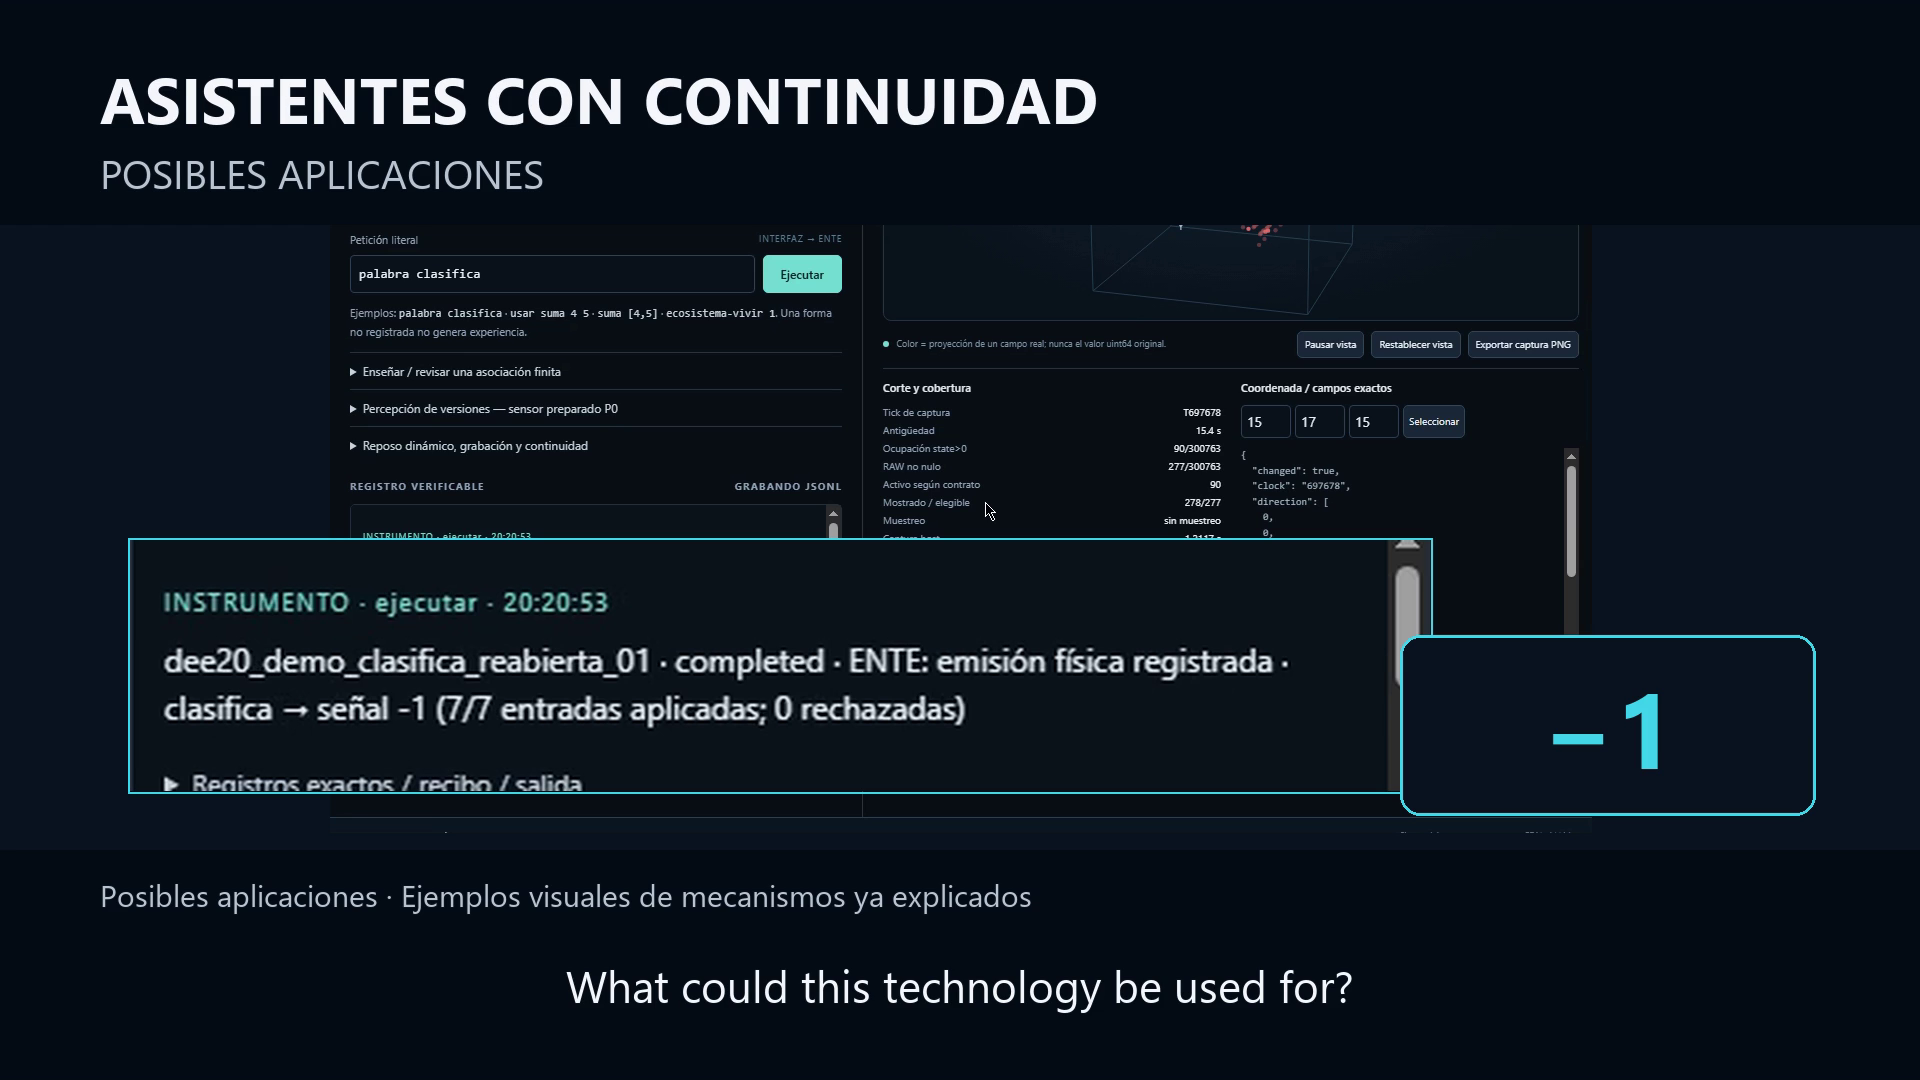 ASISTENTES CON CONTINUIDAD
POSIBLES APLICACIONES
Petición literal
INTERFAZ → ENTE
palabra clasifica
Ejecutar
Ejemplos: palabra clasifica · usar suma 4 5 · suma [4,5] · ecosistema-vivir 1. Una forma
no registrada no genera experiencia.
▶ Enseñar / revisar una asociación finita
▶ Percepción de versiones — sensor preparado P0
▶ Reposo dinámico, grabación y continuidad
REGISTRO VERIFICABLE
GRABANDO JSONL
INSTRUMENTO · ejecutar · 20:20:53
Color = proyección de un campo real; nunca el valor uint64 original.
Pausar vista
Restablecer vista
Exportar captura PNG
Corte y cobertura
Tick de captura T697678
Antigüedad 15.4 s
Ocupación state>0 90/300763
RAW no nulo 277/300763
Activo según contrato 90
Mostrado / elegible 278/277
Muestreo sin muestreo
Coordenada / campos exactos
15 17 15 Seleccionar
{
"changed": true,
"clock": "697678",
"direction": [
0,
0,
INSTRUMENTO · ejecutar · 20:20:53
dee20_demo_clasifica_reabierta_01 · completed · ENTE: emisión física registrada ·
clasifica → señal -1 (7/7 entradas aplicadas; 0 rechazadas)
▶ Registros exactos / recibo / salida
–1
Posibles aplicaciones · Ejemplos visuales de mecanismos ya explicados
What could this technology be used for?